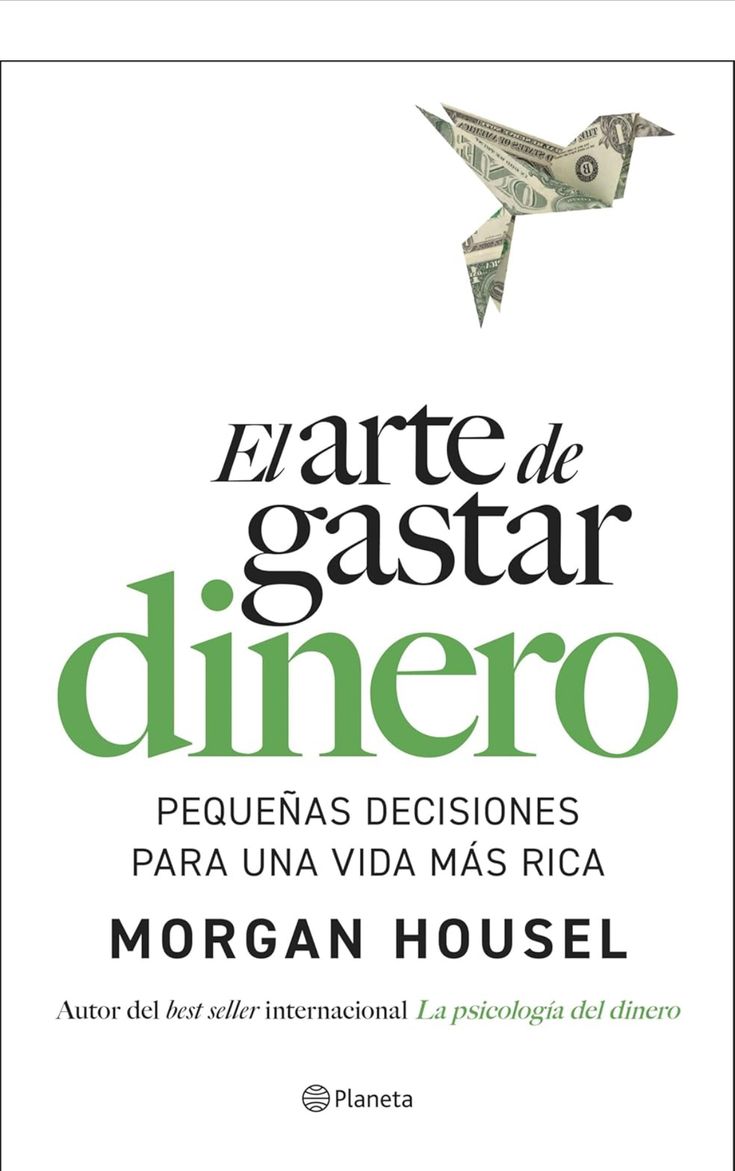 El arte de
gastar
dinero
PEQUEÑAS DECISIONES
PARA UNA VIDA MÁS RICA
MORGAN HOUSEL
Autor del best seller internacional La psicología del dinero
Planeta